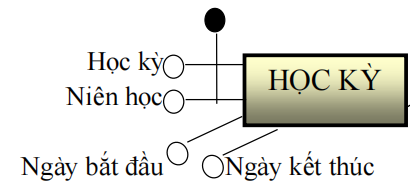 Học kỳ
HỌC KỲ
Niên học
Ngày bắt đầu
Ngày kết thúc